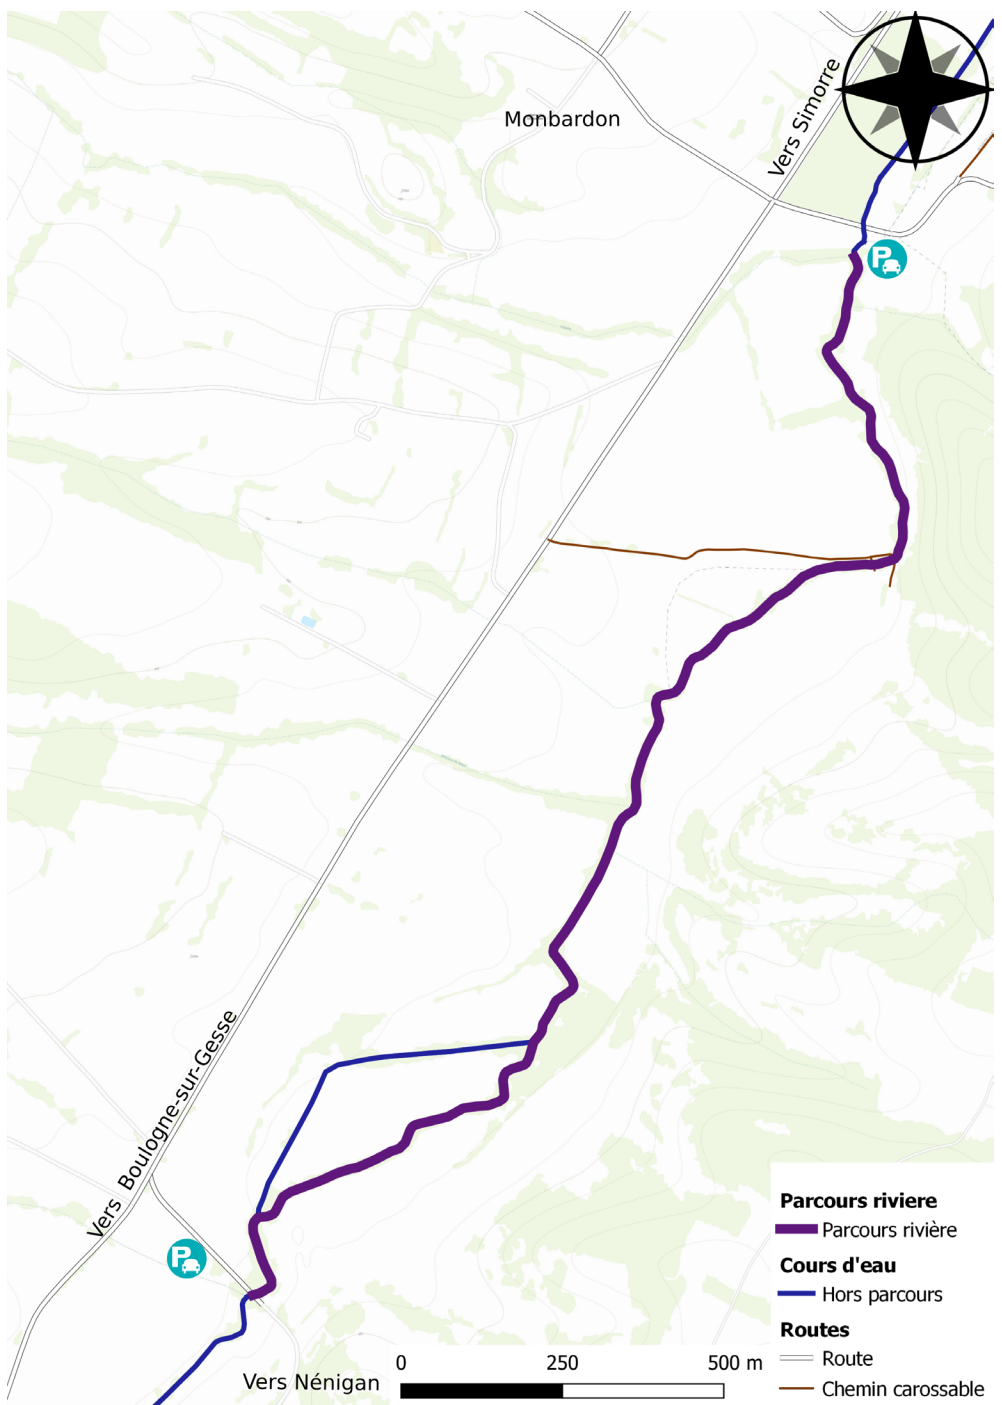 Monbardon
Vers Simorre
P
Vers Boulogne-sur-Gesse
P
Vers Nénigan
0 250 500 m
Parcours riviere
Parcours rivière
Cours d'eau
Hors parcours
Routes
Route
Chemin carossable